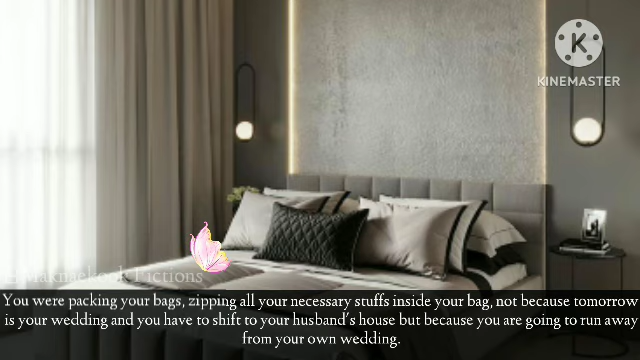 KINEMASTER
Fictions
You were packing your bags, zipping all your necessary stuffs inside your bag, not because tomorrow
is your wedding and you have to shift to your husband's house but because you are going to run away
from your own wedding.